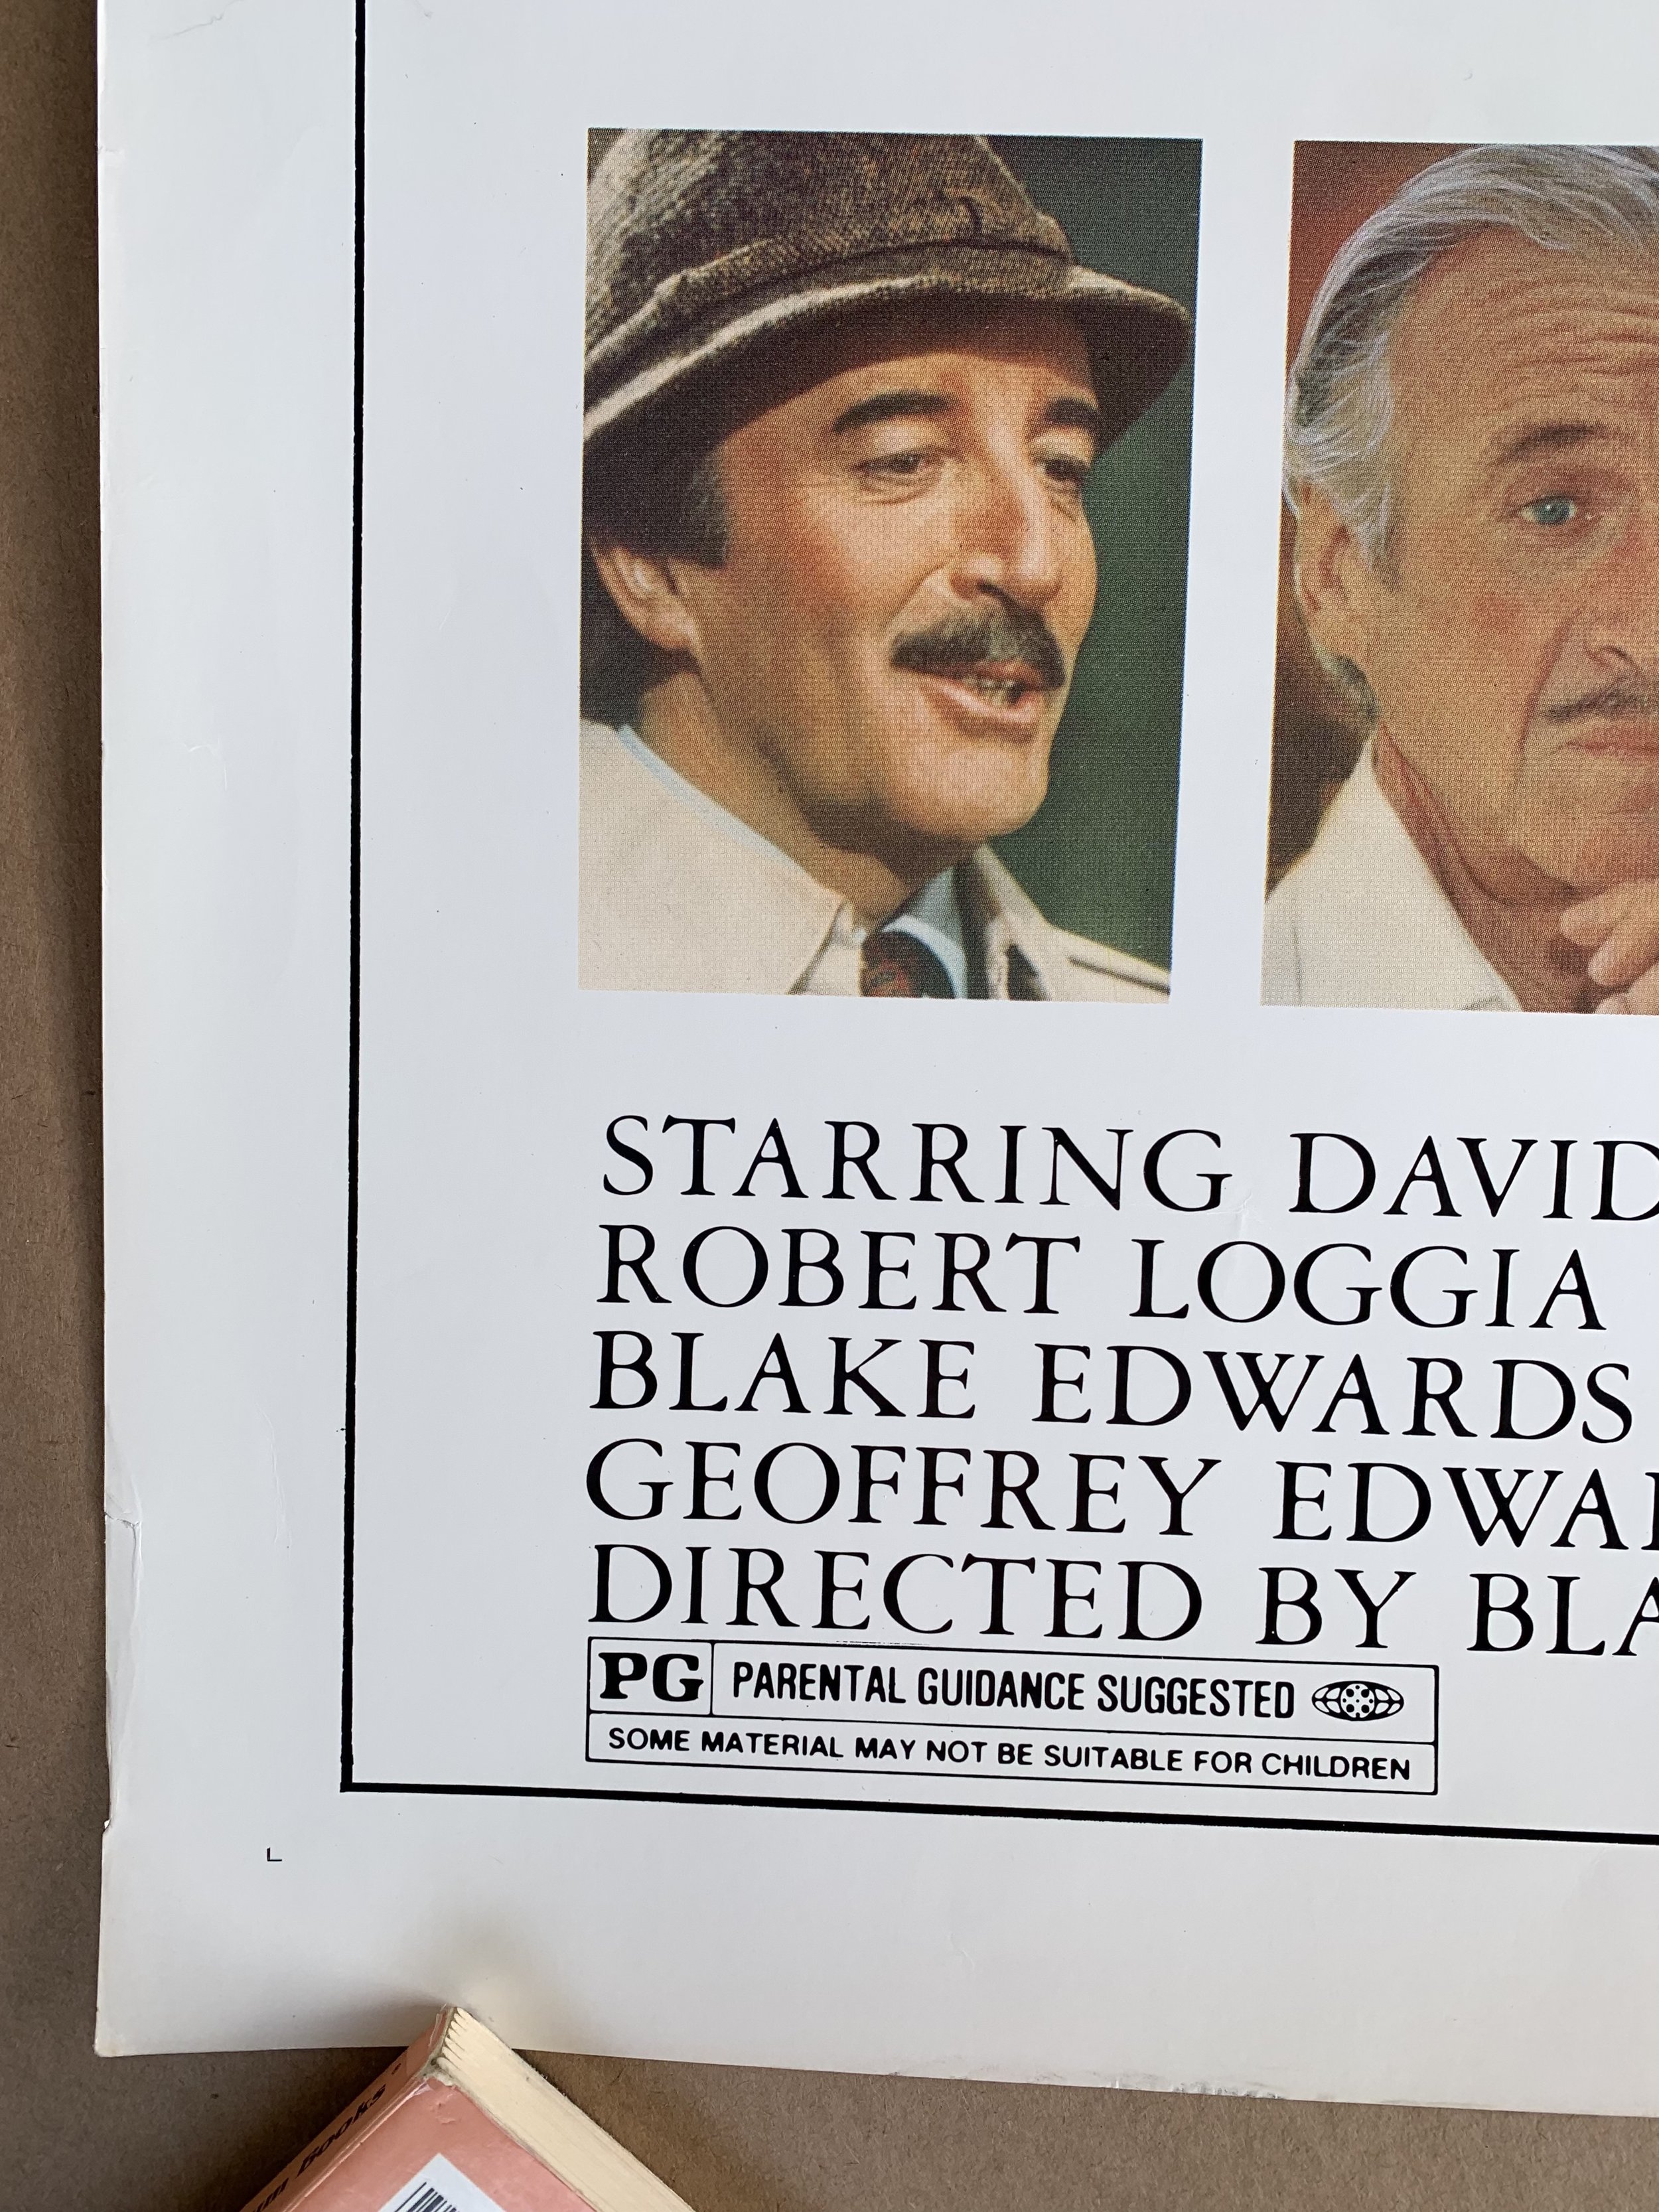 STARRING DAVID
ROBERT LOGGIA
BLAKE EDWARDS
GEOFFREY EDWA
DIRECTED BY BLA
PG PARENTAL GUIDANCE SUGGESTED
SOME MATERIAL MAY NOT BE SUITABLE FOR CHILDREN
L
Books